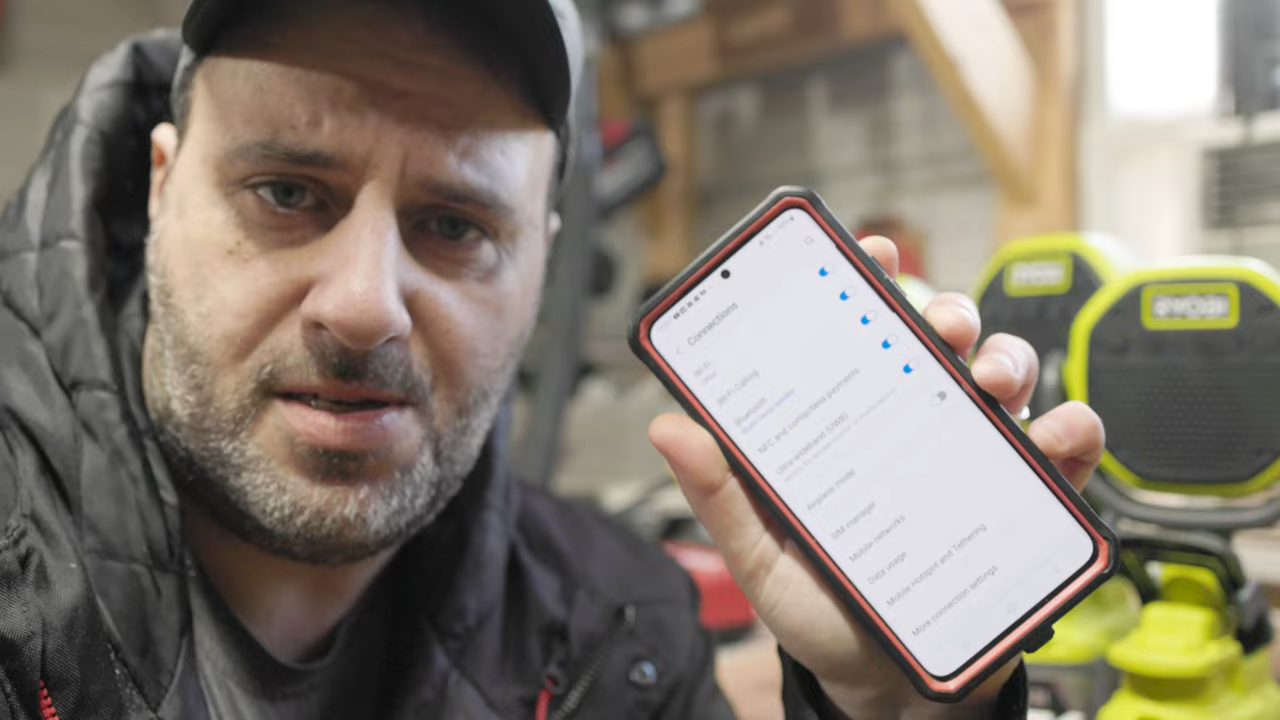 Connections
Wi-Fi
Wi-Fi Calling
Bluetooth
NFC and contactless payments
Ultra-wideband (UWB)
Airplane mode
SIM manager
Mobile networks
Data usage
Mobile Hotspot and Tethering
More connection settings
RYOBI
RYOBI